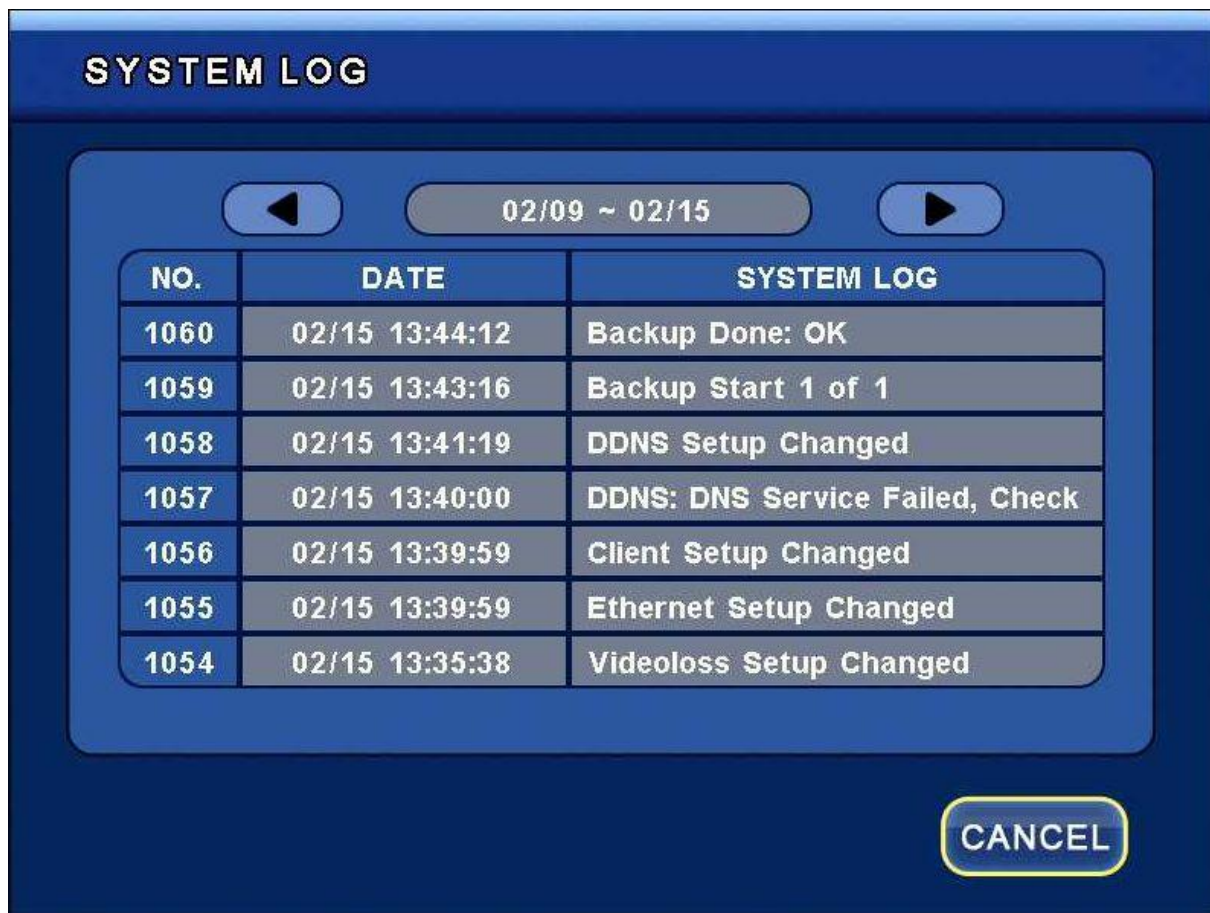 SYSTEM LOG
02/09 ~ 02/15
NO. DATE SYSTEM LOG
1060 02/15 13:44:12 Backup Done: OK
1059 02/15 13:43:16 Backup Start 1 of 1
1058 02/15 13:41:19 DDNS Setup Changed
1057 02/15 13:40:00 DDNS: DNS Service Failed, Check
1056 02/15 13:39:59 Client Setup Changed
1055 02/15 13:39:59 Ethernet Setup Changed
1054 02/15 13:35:38 Videoloss Setup Changed
CANCEL